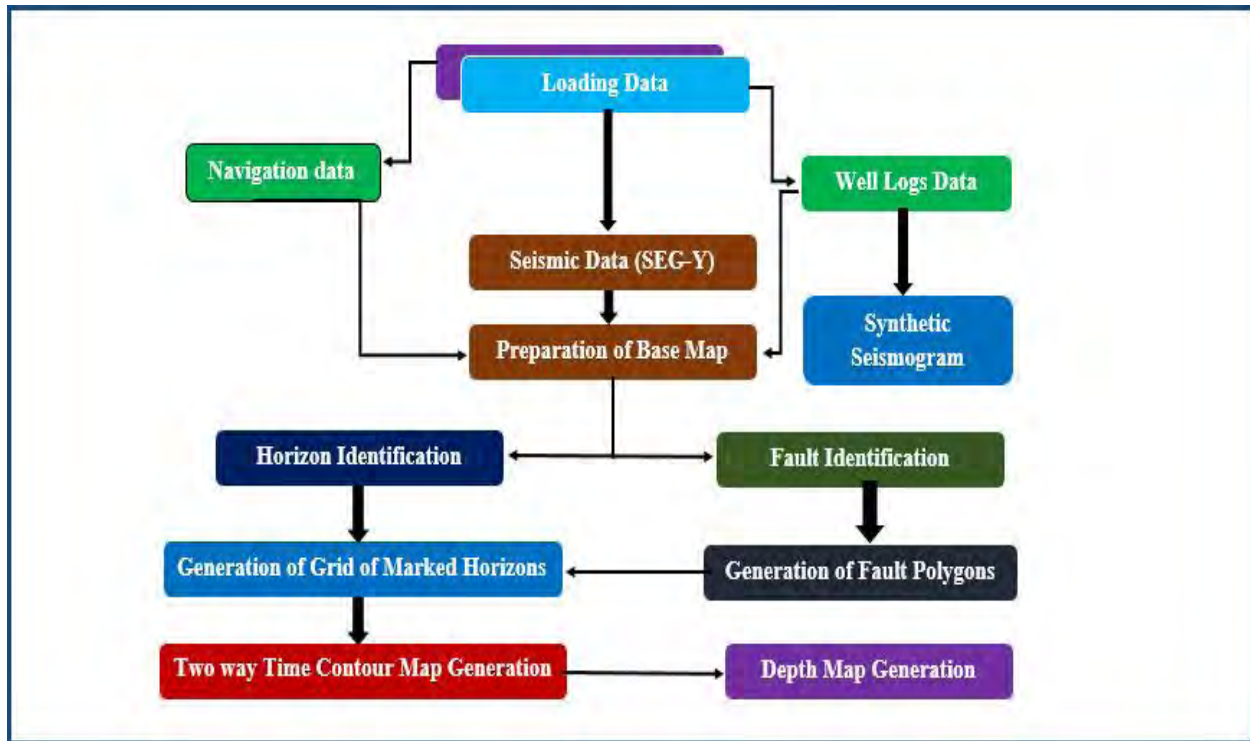 Loading Data
Navigation data
Well Logs Data
Seismic Data (SEG-Y)
Synthetic
Seismogram
Preparation of Base Map
Horizon Identification
Fault Identification
Generation of Grid of Marked Horizons
Generation of Fault Polygons
Two way Time Contour Map Generation
Depth Map Generation